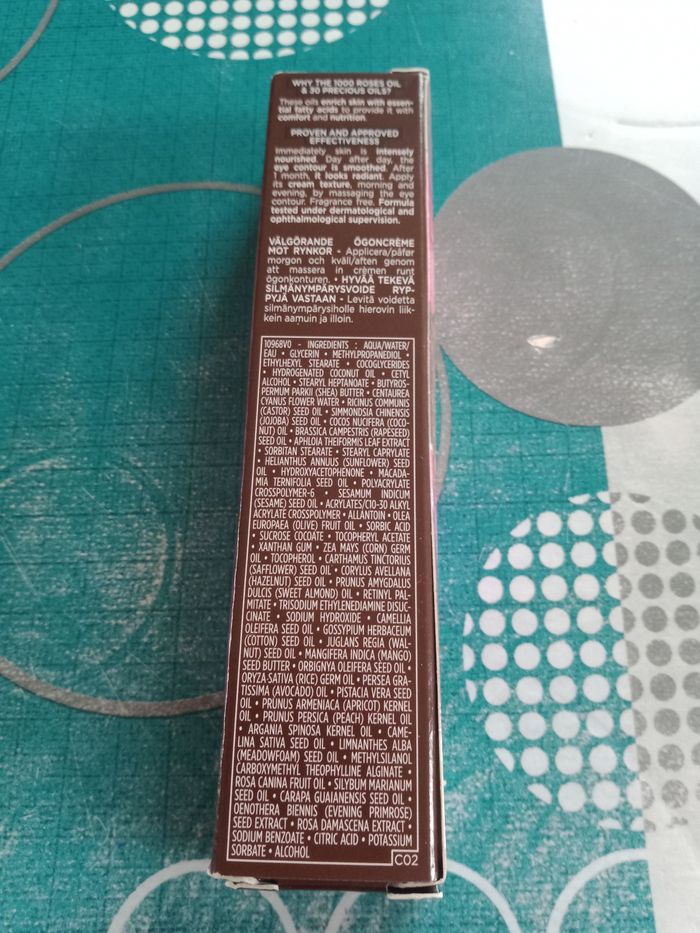 WHY THE 1000 ROSES OIL
& 30 PRECIOUS OILS?
These oils enrich skin with essen-
tial fatty acids to provide it with
comfort and nutrition.
PROVEN AND APPROVED
EFFECTIVENESS
Immediately skin is intensely
nourished. Day after day, the
eye contour is smoothed. After
1 month, it looks radiant. Apply
its cream texture, morning and
evening, by massaging the eye
contour. Fragrance free. Formula
tested under dermatological and
ophthalmological supervision.
VÄLGÖRANDE ÖGONCRÈME
MOT RYNKOR - Applicera/påfør
morgon og kväll/aften genom
att massera in crèmen runt
ögonkonturen. • HYVÄÄ TEKEVÄ
SILMÄNYMPÄRYSVOIDE RYP-
PYJÄ VASTAAN - Levitä voidetta
silmänympärysiholle hierovin liik-
kein aamuin ja illoin.
10968V0 - INGREDIENTS : AQUA/WATER/
EAU • GLYCERIN • METHYLPROPANEDIOL •
ETHYLHEXYL STEARATE • COCOGLYCERIDES
• HYDROGENATED COCONUT OIL • CETYL
ALCOHOL • STEARYL HEPTANOATE • BUTYROS-
PERMUM PARKII (SHEA) BUTTER • CENTAUREA
CYANUS FLOWER WATER • RICINUS COMMUNIS
(CASTOR) SEED OIL • SIMMONDSIA CHINENSIS
(JOJOBA) SEED OIL • COCOS NUCIFERA (COCO-
NUT) OIL • BRASSICA CAMPESTRIS (RAPESEED)
SEED OIL • APHLOIA THEIFORMIS LEAF EXTRACT
• SORBITAN STEARATE • STEARYL CAPRYLATE
• HELIANTHUS ANNUUS (SUNFLOWER) SEED
OIL • HYDROXYACETOPHENONE • MACADA-
MIA TERNIFOLIA SEED OIL • POLYACRYLATE
CROSSPOLYMER-6 • SESAMUM INDICUM
(SESAME) SEED OIL • ACRYLATES/C10-30 ALKYL
ACRYLATE CROSSPOLYMER • ALLANTOIN • OLEA
EUROPAEA (OLIVE) FRUIT OIL • SORBIC ACID
• SUCROSE COCOATE • TOCOPHERYL ACETATE
• XANTHAN GUM • ZEA MAYS (CORN) GERM
OIL • TOCOPHEROL • CARTHAMUS TINCTORIUS
(SAFFLOWER) SEED OIL • CORYLUS AVELLANA
(HAZELNUT) SEED OIL • PRUNUS AMYGDALUS
DULCIS (SWEET ALMOND) OIL • RETINYL PAL-
MITATE • TRISODIUM ETHYLENEDIAMINE DISUC-
CINATE • SODIUM HYDROXIDE • CAMELLIA
OLEIFERA SEED OIL • GOSSYPIUM HERBACEUM
(COTTON) SEED OIL • JUGLANS REGIA (WAL-
NUT) SEED OIL • MANGIFERA INDICA (MANGO)
SEED BUTTER • ORBIGNYA OLEIFERA SEED OIL •
ORYZA-SATIVA (RICE) GERM OIL • PERSEA GRA-
TISSIMA (AVOCADO) OIL • PISTACIA VERA SEED
OIL • PRUNUS ARMENIACA (APRICOT) KERNEL
OIL • PRUNUS PERSICA (PEACH) KERNEL OIL
• ARGANIA SPINOSA KERNEL OIL • CAME-
LINA SATIVA SEED OIL • LIMNANTHES ALBA
(MEADOWFOAM) SEED OIL • METHYLSILANOL
CARBOXYMETHYL THEOPHYLLINE ALGINATE •
ROSA CANINA FRUIT OIL • SILYBUM MARIANUM
SEED OIL • CARAPA GUAIANENSIS SEED OIL •
OENOTHERA BIENNIS (EVENING PRIMROSE)
SEED EXTRACT • ROSA DAMASCENA EXTRACT •
SODIUM BENZOATE • CITRIC ACID • POTASSIUM
SORBATE • ALCOHOL
C02